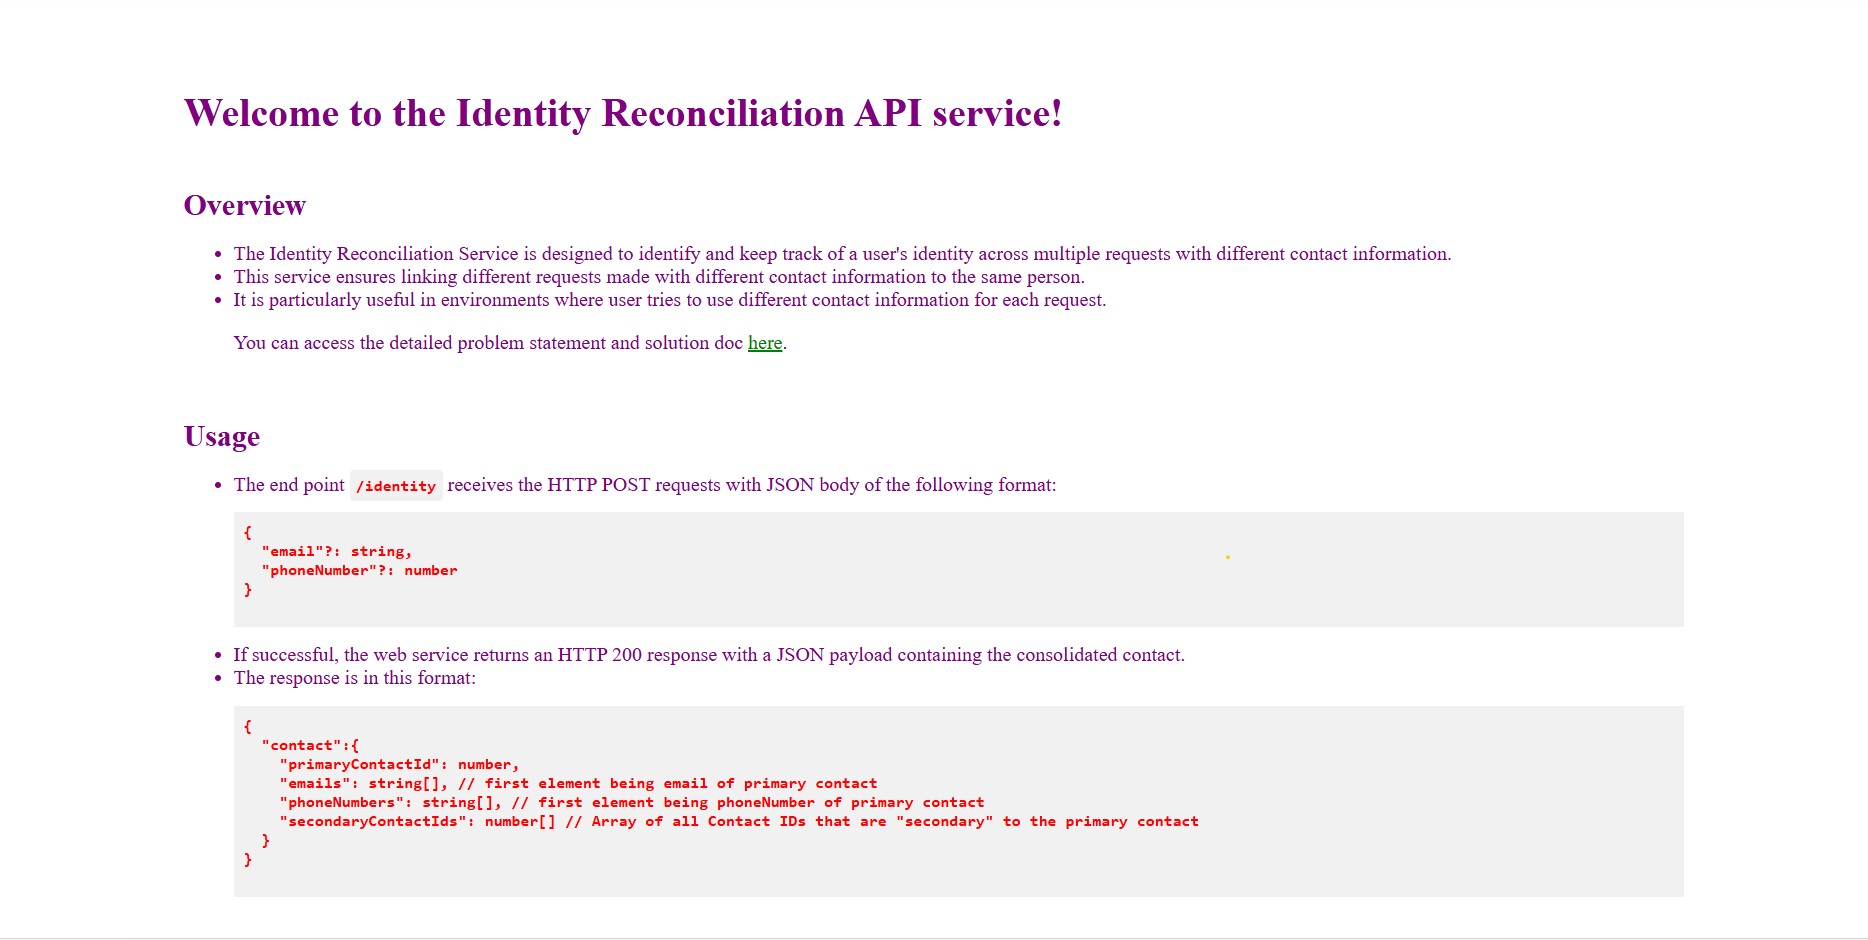 Welcome to the Identity Reconciliation API service!
Overview
• The Identity Reconciliation Service is designed to identify and keep track of a user's identity across multiple requests with different contact information.
• This service ensures linking different requests made with different contact information to the same person.
• It is particularly useful in environments where user tries to use different contact information for each request.
You can access the detailed problem statement and solution doc here.
Usage
• The end point /identity receives the HTTP POST requests with JSON body of the following format:
{
  "email"?: string,
  "phoneNumber"?: number
}
• If successful, the web service returns an HTTP 200 response with a JSON payload containing the consolidated contact.
• The response is in this format:
{
  "contact":{
    "primaryContactId": number,
    "emails": string[], // first element being email of primary contact
    "phoneNumbers": string[], // first element being phoneNumber of primary contact
    "secondaryContactIds": number[] // Array of all Contact IDs that are "secondary" to the primary contact
  }
}